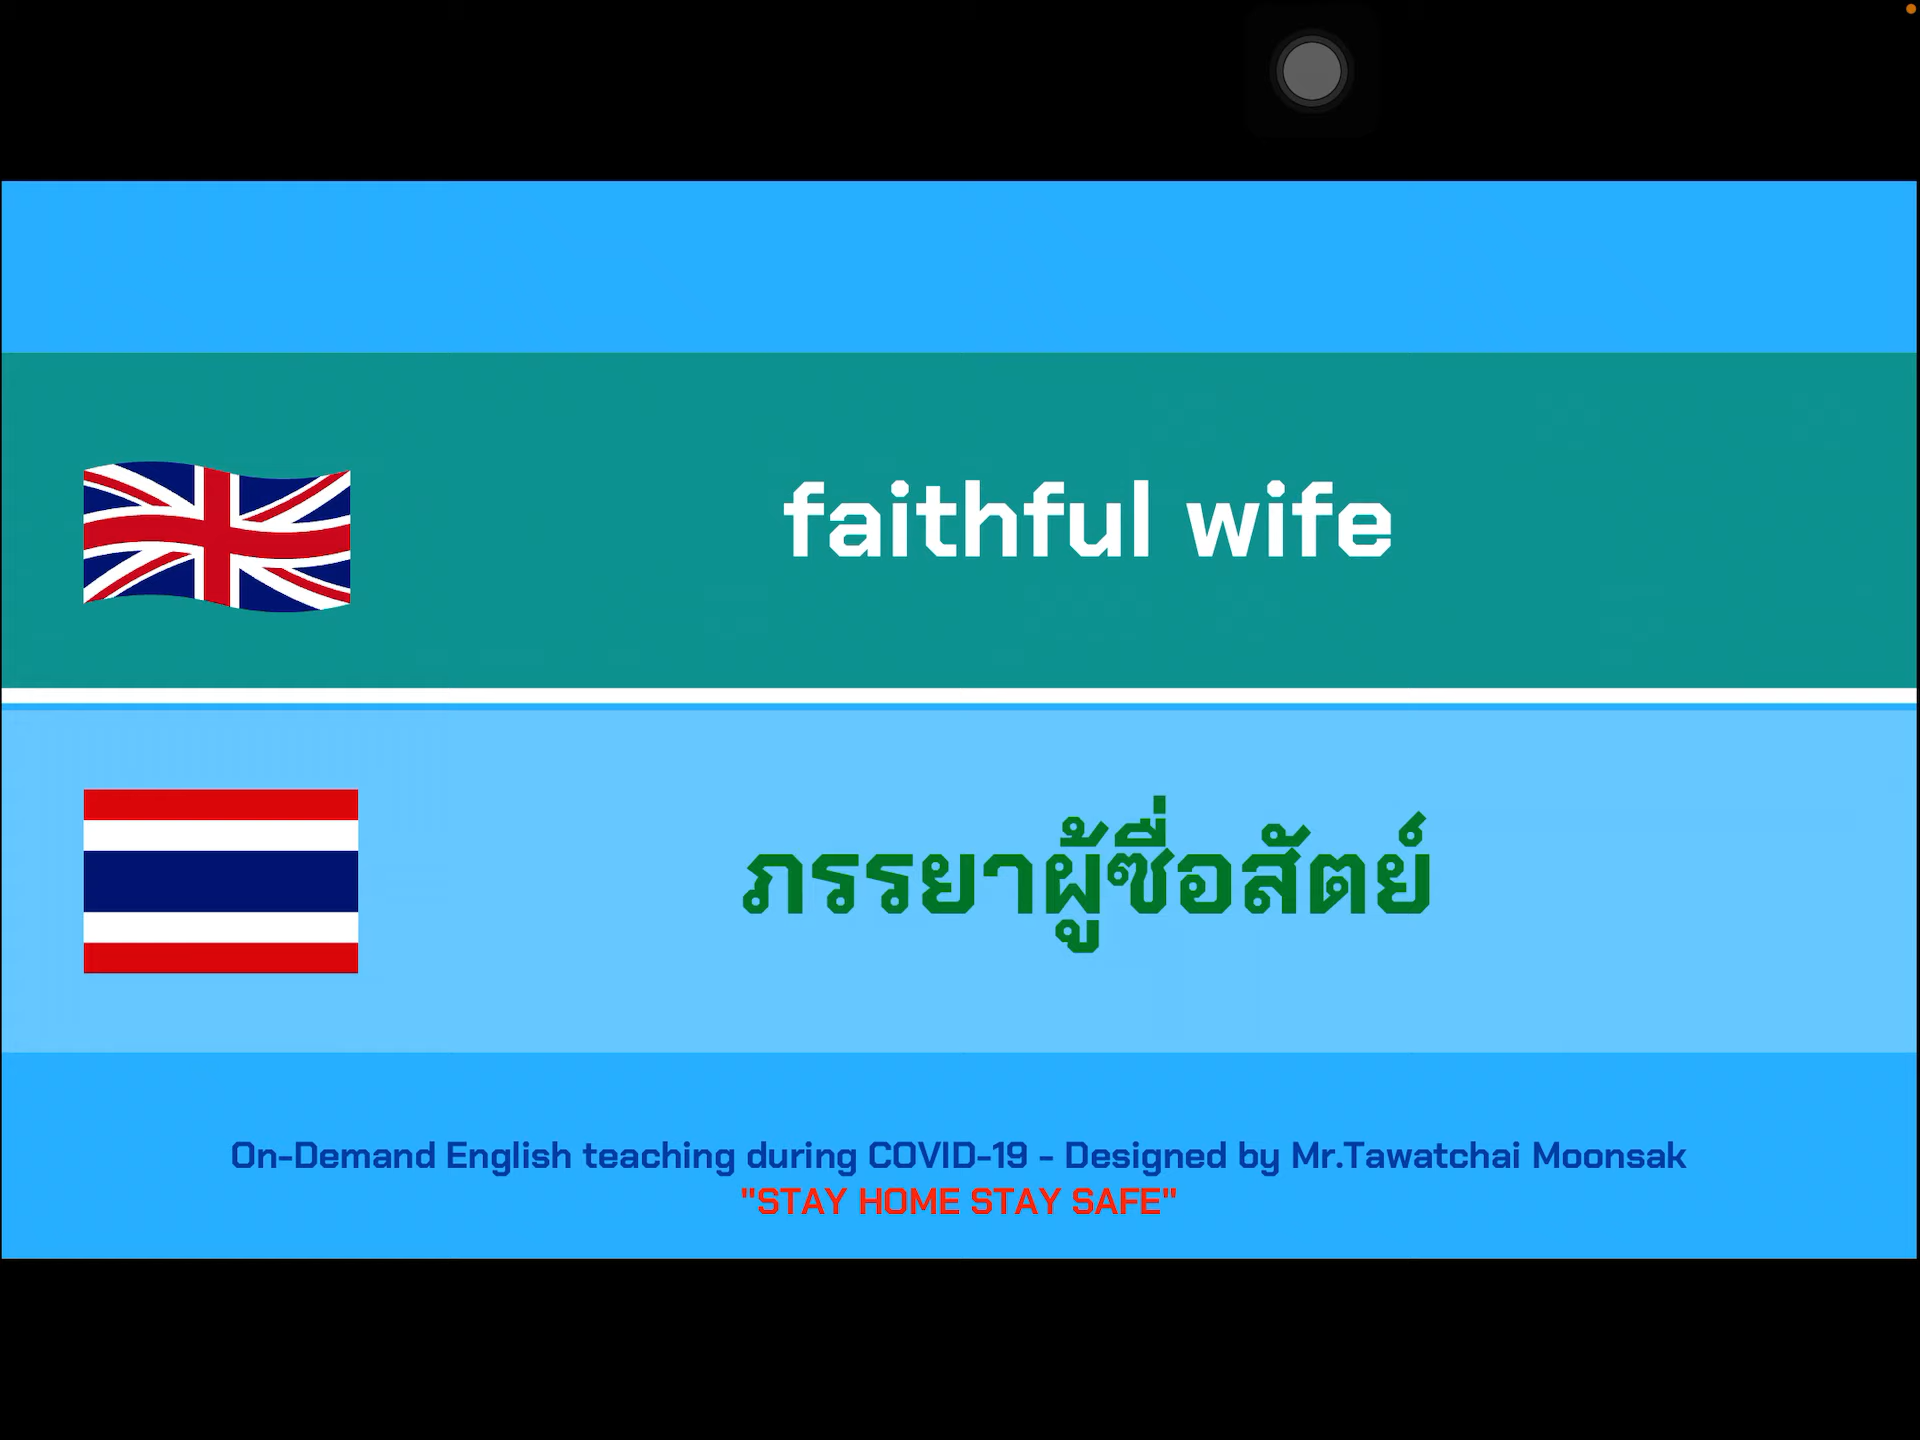 faithful wife
ภรรยาผู้ซื่อสัตย์
On-Demand English teaching during COVID-19 - Designed by Mr.Tawatchai Moonsak
"STAY HOME STAY SAFE"